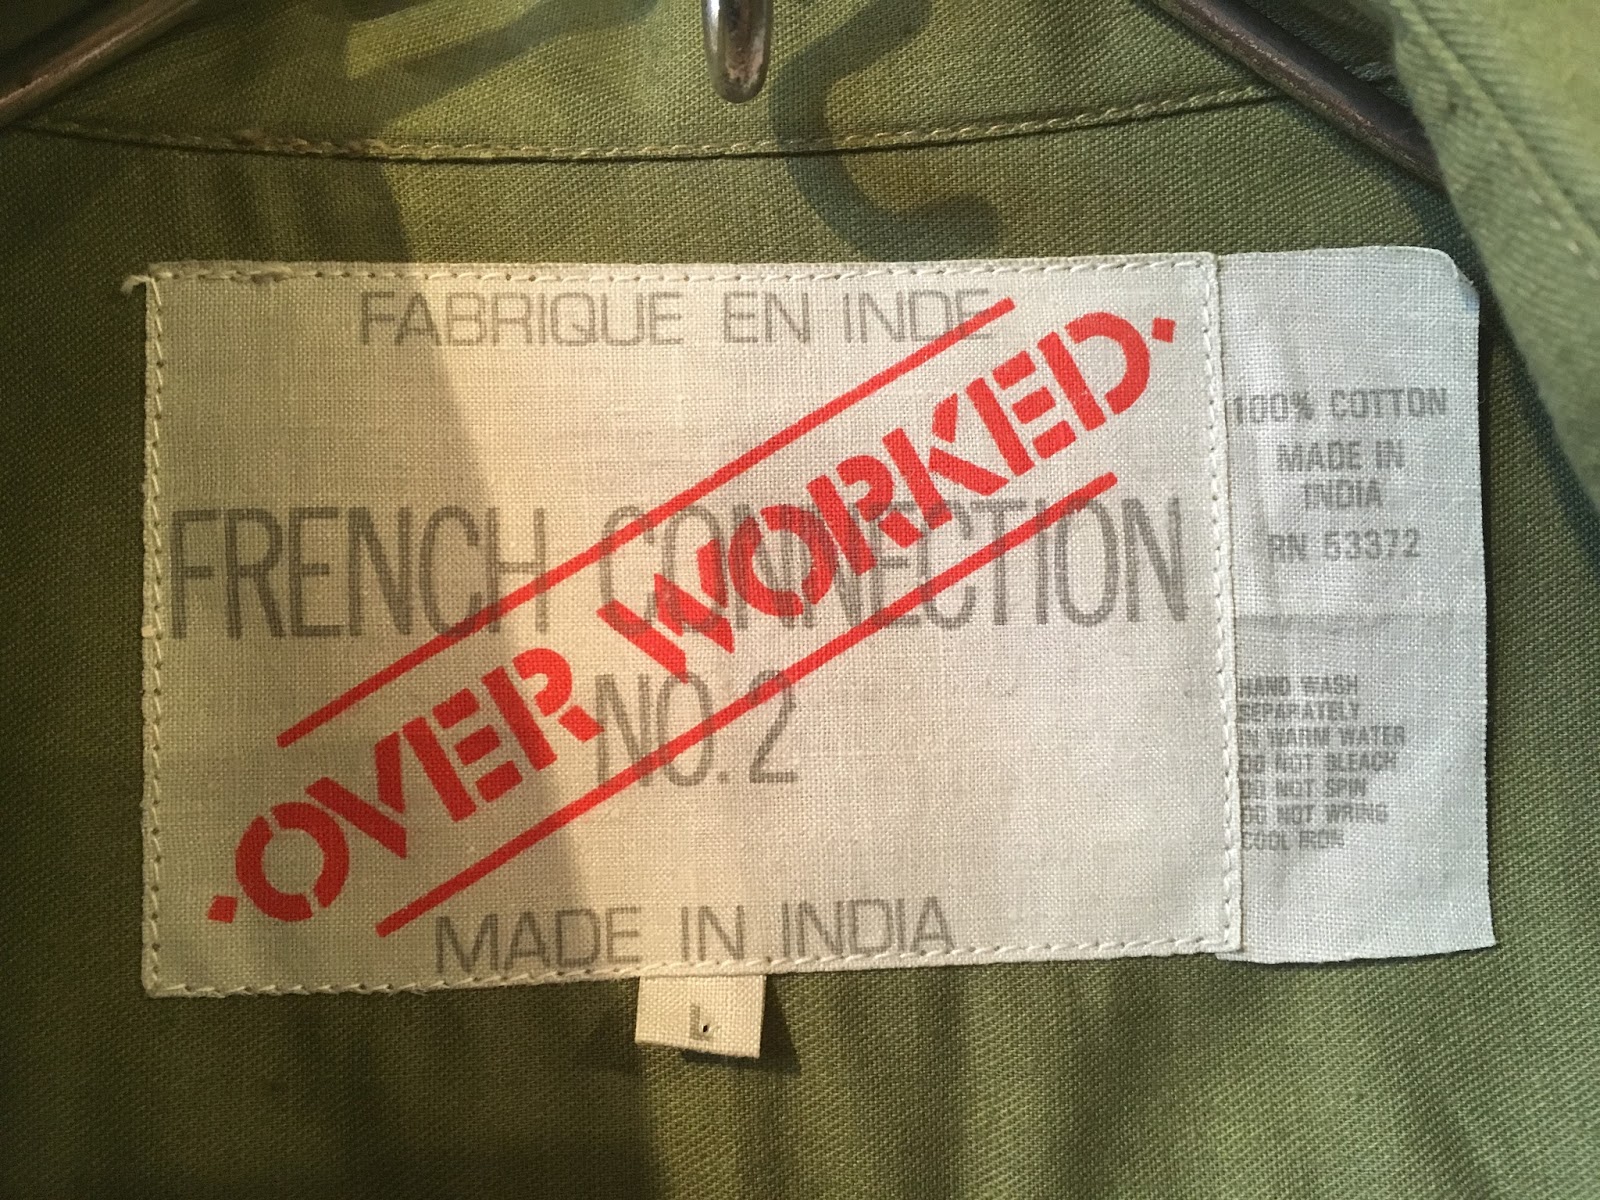 FABRIQUE EN INDE
FRENCH CONNECTION
NO. 2
·OVER WORKED·
MADE IN INDIA
L
100% COTTON
MADE IN
INDIA
RN 53372
HAND WASH
SEPARATELY
IN WARM WATER
DO NOT BLEACH
DO NOT SPIN
DO NOT WRING
COOL IRON